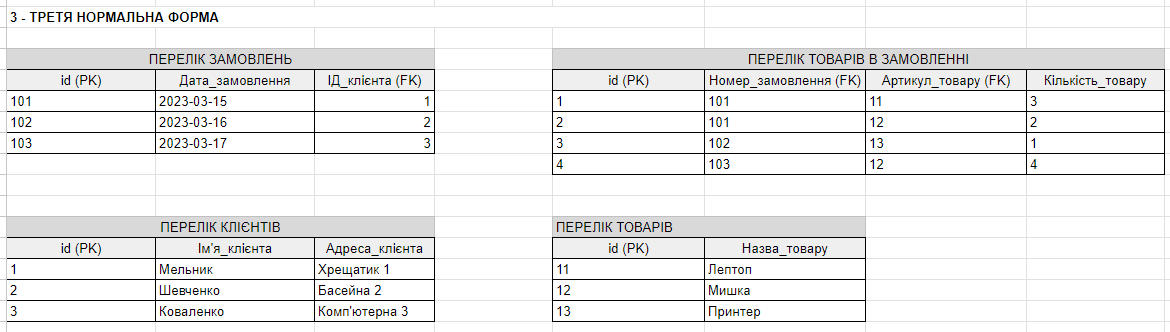 3 - ТРЕТЯ НОРМАЛЬНА ФОРМА
ПЕРЕЛІК ЗАМОВЛЕНЬ
id (PK) Дата_замовлення ІД_клієнта (FK)
101 2023-03-15 1
102 2023-03-16 2
103 2023-03-17 3
ПЕРЕЛІК ТОВАРІВ В ЗАМОВЛЕННІ
id (PK) Номер_замовлення (FK) Артикул_товару (FK) Кількість_товару
1 101 11 3
2 101 12 2
3 102 13 1
4 103 12 4
ПЕРЕЛІК КЛІЄНТІВ
id (PK) Ім'я_клієнта Адреса_клієнта
1 Мельник Хрещатик 1
2 Шевченко Басейна 2
3 Коваленко Комп'ютерна 3
ПЕРЕЛІК ТОВАРІВ
id (PK) Назва_товару
11 Лептоп
12 Мишка
13 Принтер